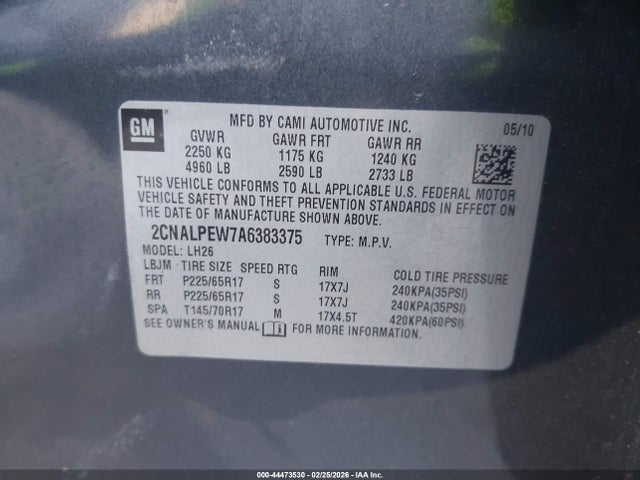 GM
MFD BY CAMI AUTOMOTIVE INC.
05/10
GVWR GAWR FRT GAWR RR
2250 KG 1175 KG 1240 KG
4960 LB 2590 LB 2733 LB
THIS VEHICLE CONFORMS TO ALL APPLICABLE U.S. FEDERAL MOTOR
VEHICLE SAFETY AND THEFT PREVENTION STANDARDS IN EFFECT ON
THE DATE OF MANUFACTURE SHOWN ABOVE.
2CNALPEW7A6383375 TYPE: M.P.V.
MODEL: LH26
LBJM TIRE SIZE SPEED RTG RIM COLD TIRE PRESSURE
FRT P225/65R17 S 17X7J 240KPA(35PSI)
RR P225/65R17 S 17X7J 240KPA(35PSI)
SPA T145/70R17 M 17X4.5T 420KPA(60PSI)
SEE OWNER'S MANUAL FOR MORE INFORMATION.
000-44473530 - 02/25/2026 - IAAI, Inc.